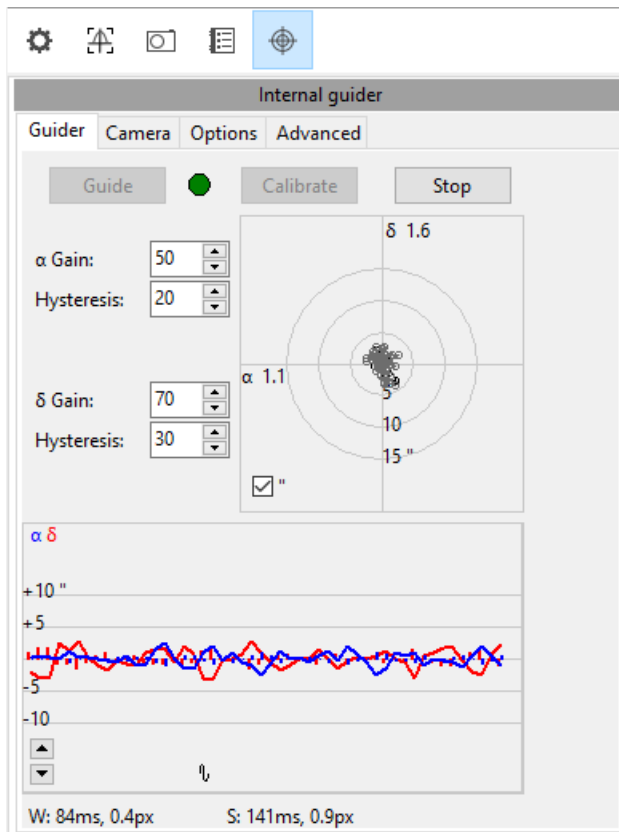 Internal guider
Guider Camera Options Advanced
Guide Calibrate Stop
δ 1.6
α Gain: 50
Hysteresis: 20
α 1.1
δ Gain: 70
Hysteresis: 30
5
10
15 "
"
α δ
+10 "
+5
-5
-10
W: 84ms, 0.4px S: 141ms, 0.9px